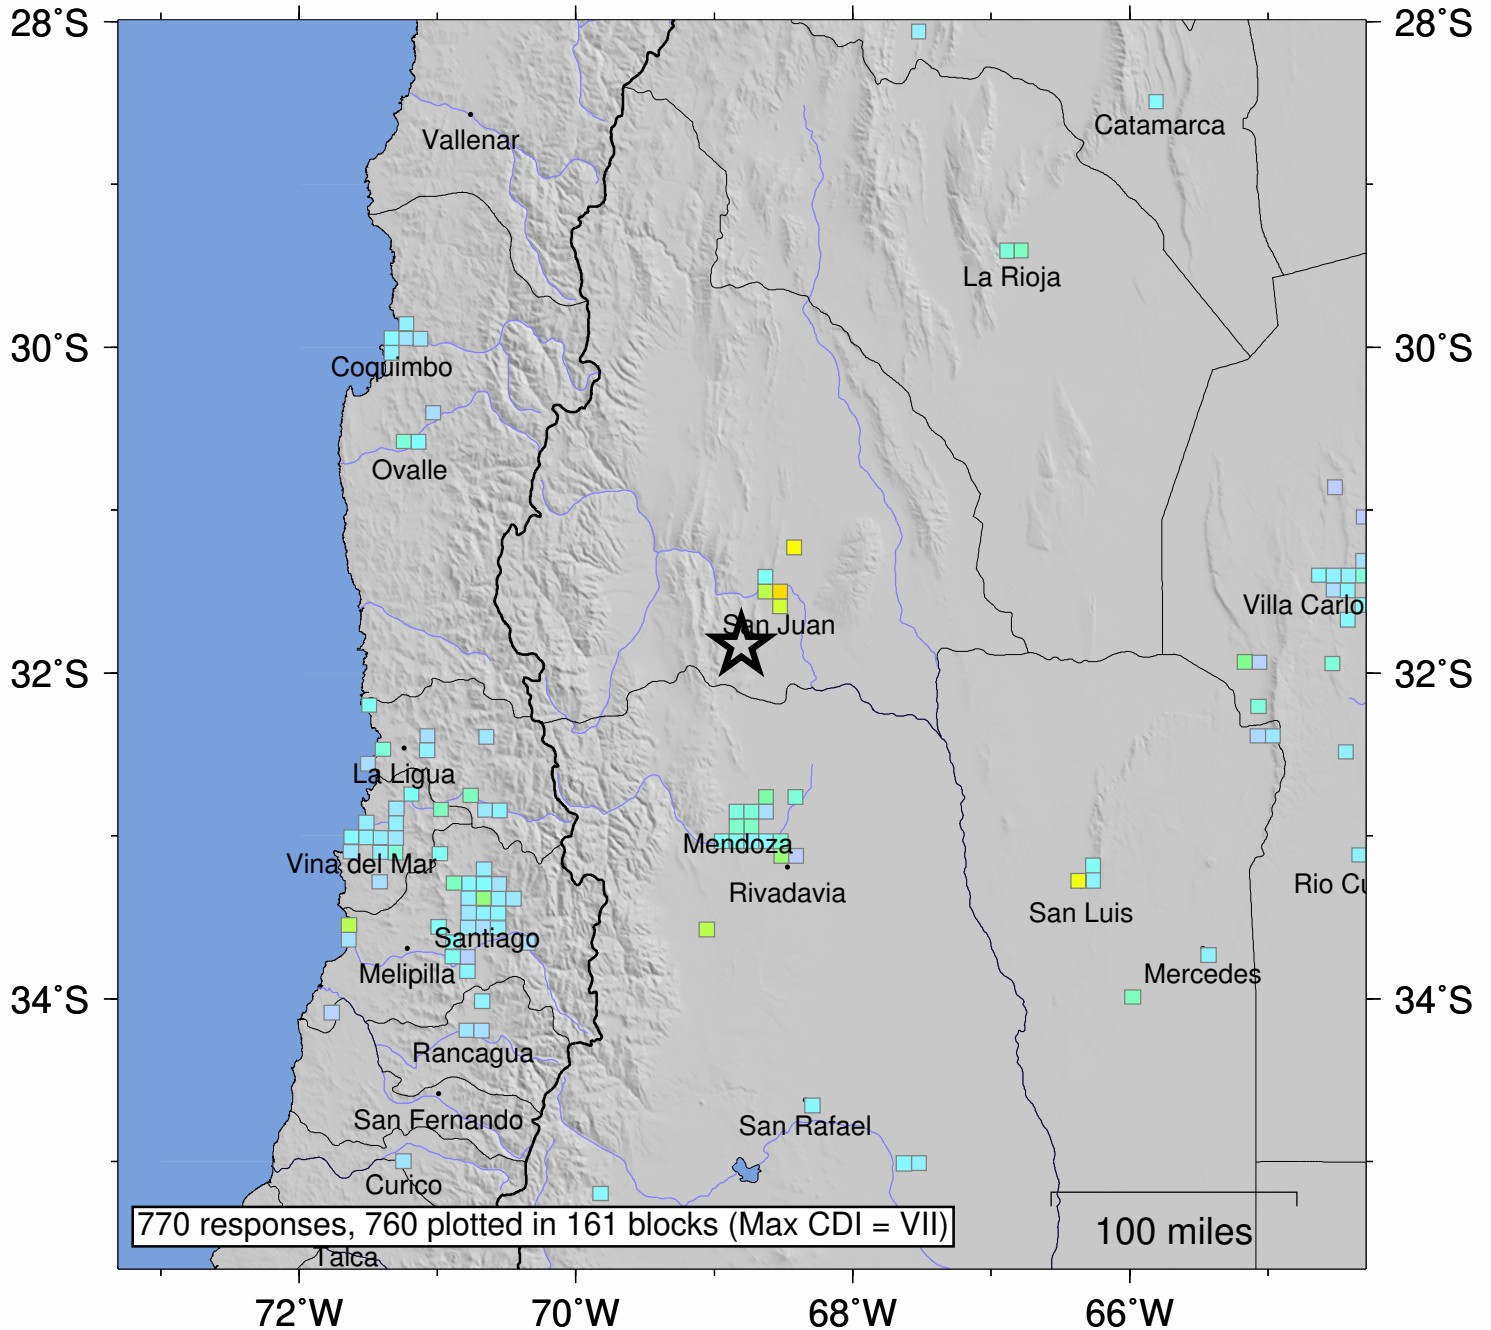 28°S
28°S
Catamarca
Vallenar
La Rioja
30°S
30°S
Coquimbo
Ovalle
Villa Carlo
San Juan
32°S
32°S
La Ligua
Mendoza
Vina del Mar
Rivadavia
Rio Cu
San Luis
Santiago
Melipilla
Mercedes
34°S
34°S
Rancagua
San Fernando
San Rafael
Curico
770 responses, 760 plotted in 161 blocks (Max CDI = VII)
100 miles
Talca
72°W
70°W
68°W
66°W